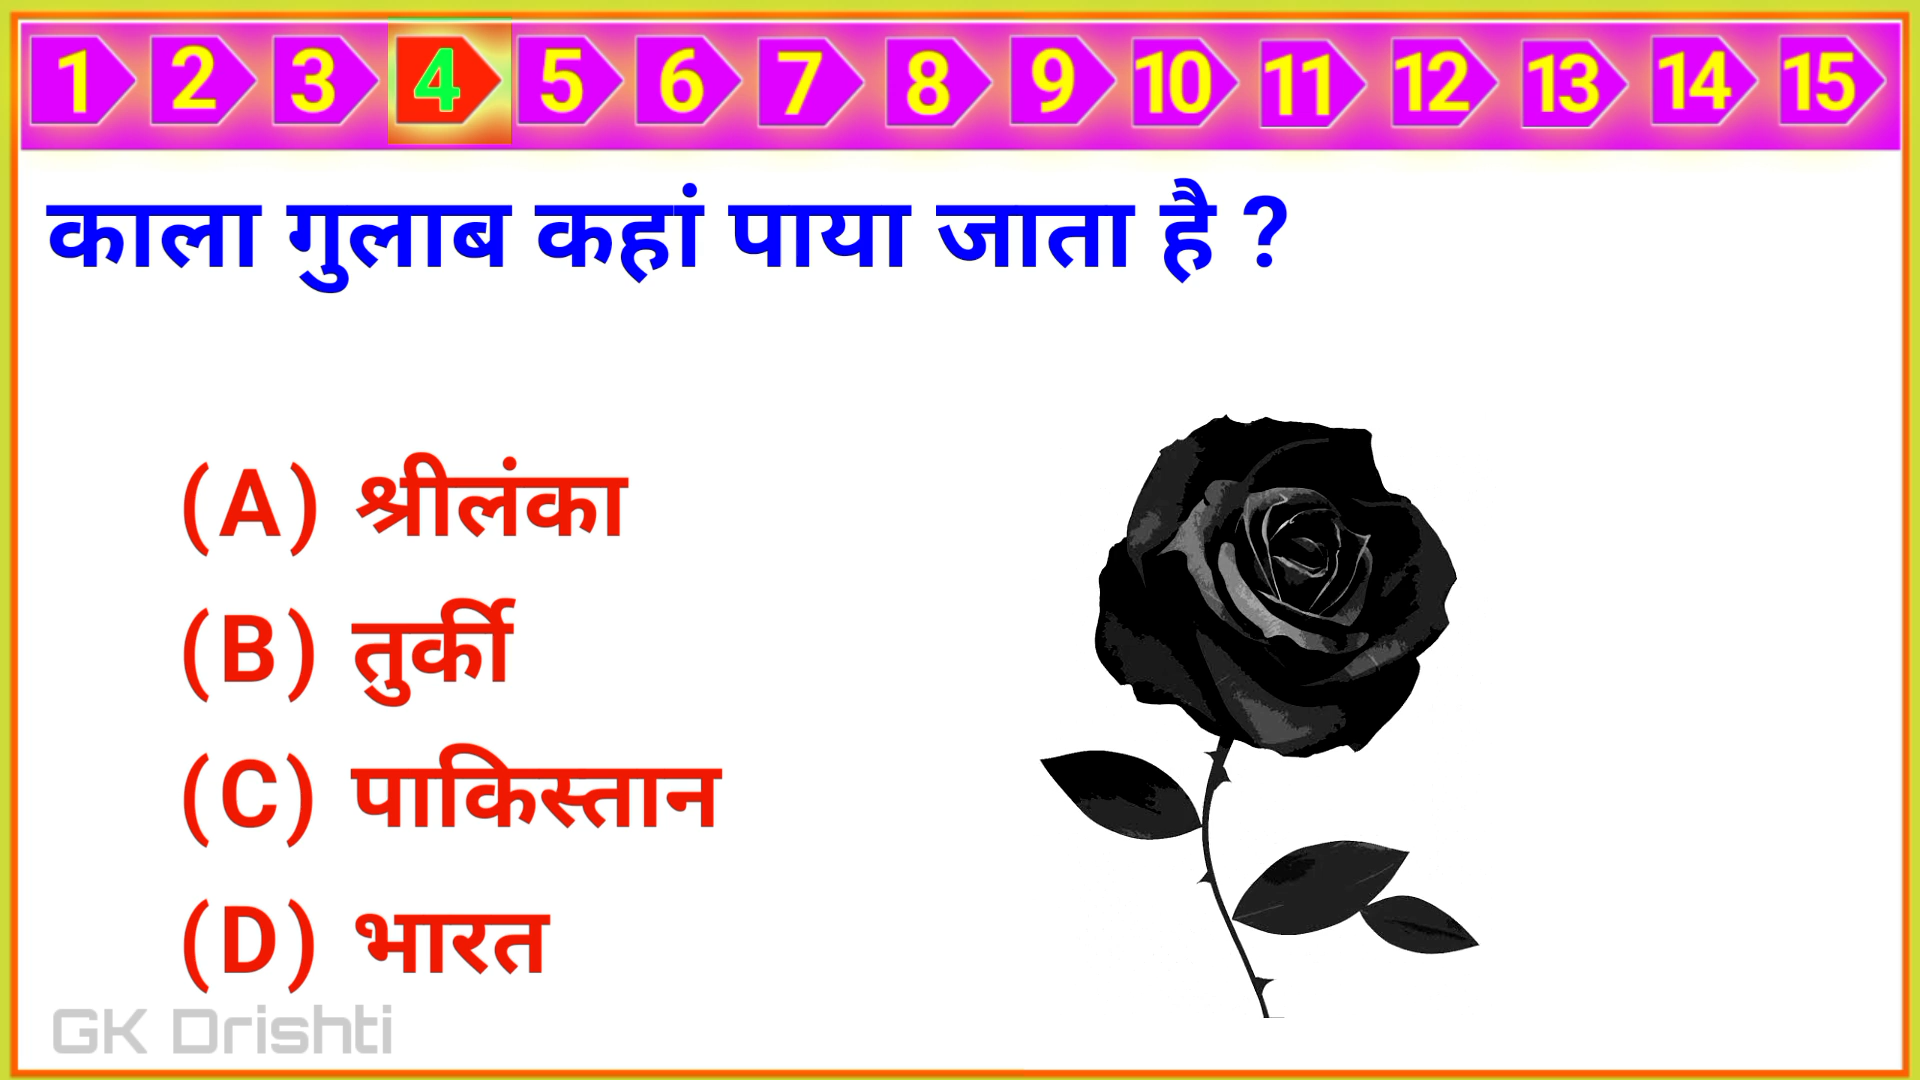 1 2 3 4 5 6 7 8 9 10 11 12 13 14 15
काला गुलाब कहां पाया जाता है ?
(A) श्रीलंका
(B) तुर्की
(C) पाकिस्तान
(D) भारत
GK Drishti